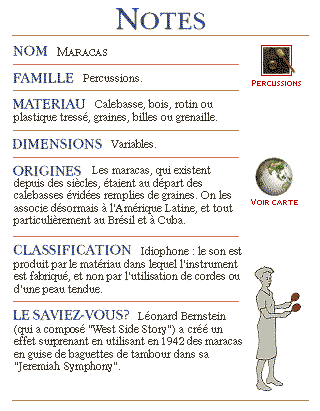 NOTES
NOM MARACAS
FAMILLE Percussions.
PERCUSSIONS
MATERIAU Calebasse, bois, rotin ou
plastique tressé, graines, billes ou grenaille.
DIMENSIONS Variables.
ORIGINES Les maracas, qui existent
depuis des siècles, étaient au départ des
calebasses évidées remplies de graines. On les
associe désormais à l'Amérique Latine, et tout
particulièrement au Brésil et à Cuba.
VOIR CARTE
CLASSIFICATION Idiophone : le son est
produit par le matériau dans lequel l'instrument
est fabriqué, et non par l'utilisation de cordes ou
d'une peau tendue.
LE SAVIEZ-VOUS? Léonard Bernstein
(qui a composé "West Side Story") a créé un
effet surprenant en utilisant en 1942 des maracas
en guise de baguettes de tambour dans sa
"Jeremiah Symphony".